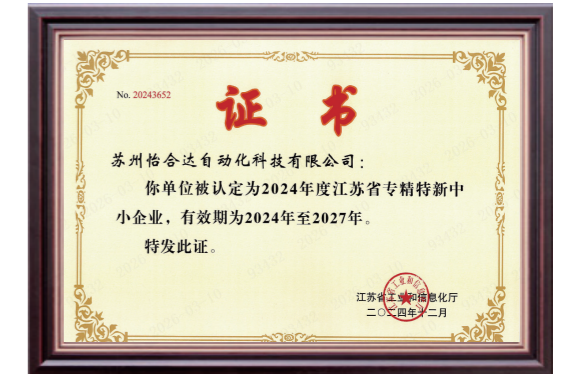 No. 20243652
证 书
苏州怡合达自动化科技有限公司：
你单位被认定为2024年度江苏省专精特新中
小企业，有效期为2024年至2027年。
特发此证。
江苏省工业和信息化厅
二〇二四年十二月